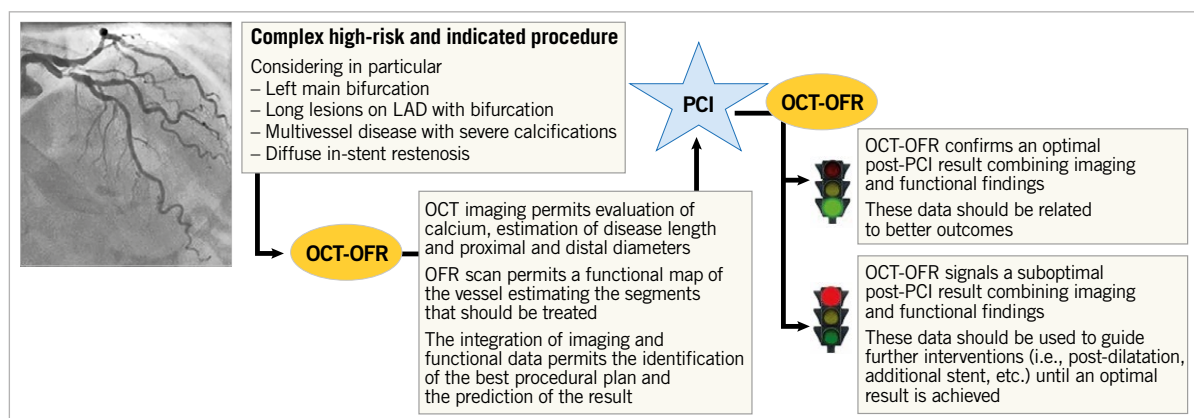 Complex high-risk and indicated procedure
Considering in particular
– Left main bifurcation
– Long lesions on LAD with bifurcation
– Multivessel disease with severe calcifications
– Diffuse in-stent restenosis
OCT-OFR
OCT imaging permits evaluation of
calcium, estimation of disease length
and proximal and distal diameters
OFR scan permits a functional map of
the vessel estimating the segments
that should be treated
The integration of imaging and
functional data permits the identification
of the best procedural plan and
the prediction of the result
PCI
OCT-OFR
OCT-OFR confirms an optimal
post-PCI result combining imaging
and functional findings
These data should be related
to better outcomes
OCT-OFR signals a suboptimal
post-PCI result combining imaging
and functional findings
These data should be used to guide
further interventions (i.e., post-dilatation,
additional stent, etc.) until an optimal
result is achieved